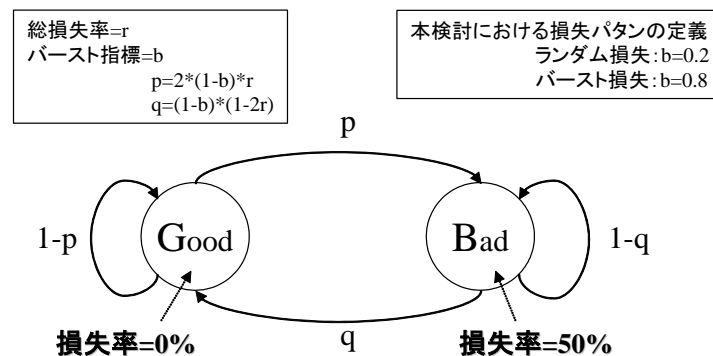 総損失率=r
バースト指標=b
p=2*(1-b)*r
q=(1-b)*(1-2r)
本検討における損失パタンの定義
ランダム損失:b=0.2
バースト損失:b=0.8
p
1-p
Good
Bad
1-q
q
損失率=0%
損失率=50%